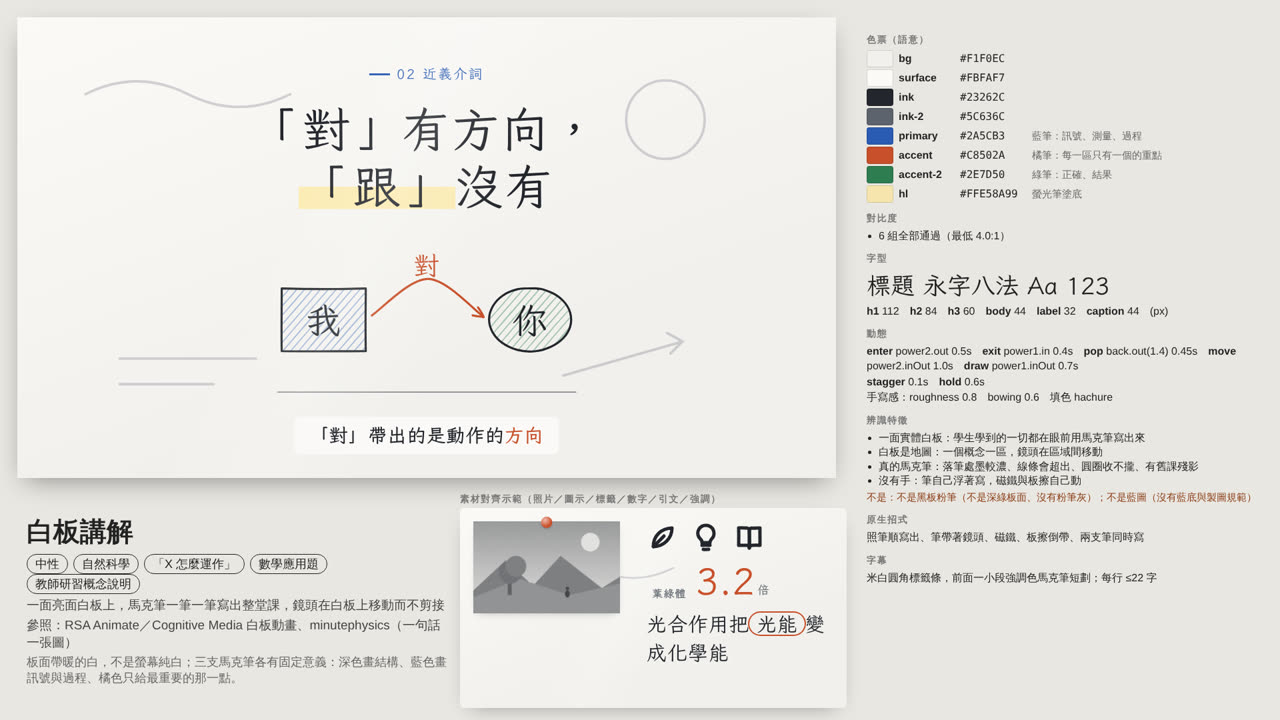 02 近義介詞
「對」有方向，
「跟」沒有
對
我
你
「對」帶出的是動作的方向
白板講解
中性 自然科學 「X 怎麼運作」 數學應用題
教師研習概念說明
一面亮面白板上，馬克筆一筆一筆寫出整堂課，鏡頭在白板上移動而不剪接
參照：RSA Animate／Cognitive Media 白板動畫、minutephysics（一句話
一張圖）
板面帶暖的白，不是螢幕純白；三支馬克筆各有固定意義：深色畫結構、藍色畫
訊號與過程、橘色只給最重要的那一點。
素材對齊示範（照片／圖示／標籤／數字／引文／強調）
葉綠體 3.2 倍
光合作用把光能變
成化學能
色票（語意）
bg #F1F0EC
surface #FBFAF7
ink #23262C
ink-2 #5C636C
primary #2A5CB3 藍筆：訊號、測量、過程
accent #C8502A 橘筆：每一區只有一個的重點
accent-2 #2E7D50 綠筆：正確、結果
hl #FFE58A99 螢光筆塗底
對比度
• 6 組全部通過（最低 4.0:1）
字型
標題 永字八法 Aa 123
h1 112 h2 84 h3 60 body 44 label 32 caption 44 (px)
動態
enter power2.out 0.5s exit power1.in 0.4s pop back.out(1.4) 0.45s move
power2.inOut 1.0s draw power1.inOut 0.7s
stagger 0.1s hold 0.6s
手寫感：roughness 0.8 bowing 0.6 填色 hachure
辨識特徵
• 一面實體白板：學生學到的一切都在眼前用馬克筆寫出來
• 白板是地圖：一個概念一區，鏡頭在區域間移動
• 真的馬克筆：落筆處墨較濃、線條會超出、圓圈收不攏、有舊課殘影
• 沒有手：筆自己浮著寫，磁鐵與板擦自己動
不是：不是黑板粉筆（不是深綠板面、沒有粉筆灰）；不是藍圖（沒有藍底與製圖規範）
原生招式
照筆順寫出、筆帶著鏡頭、磁鐵、板擦倒帶、兩支筆同時寫
字幕
米白圓角標籤條，前面一小段強調色馬克筆短劃；每行 ≤22 字